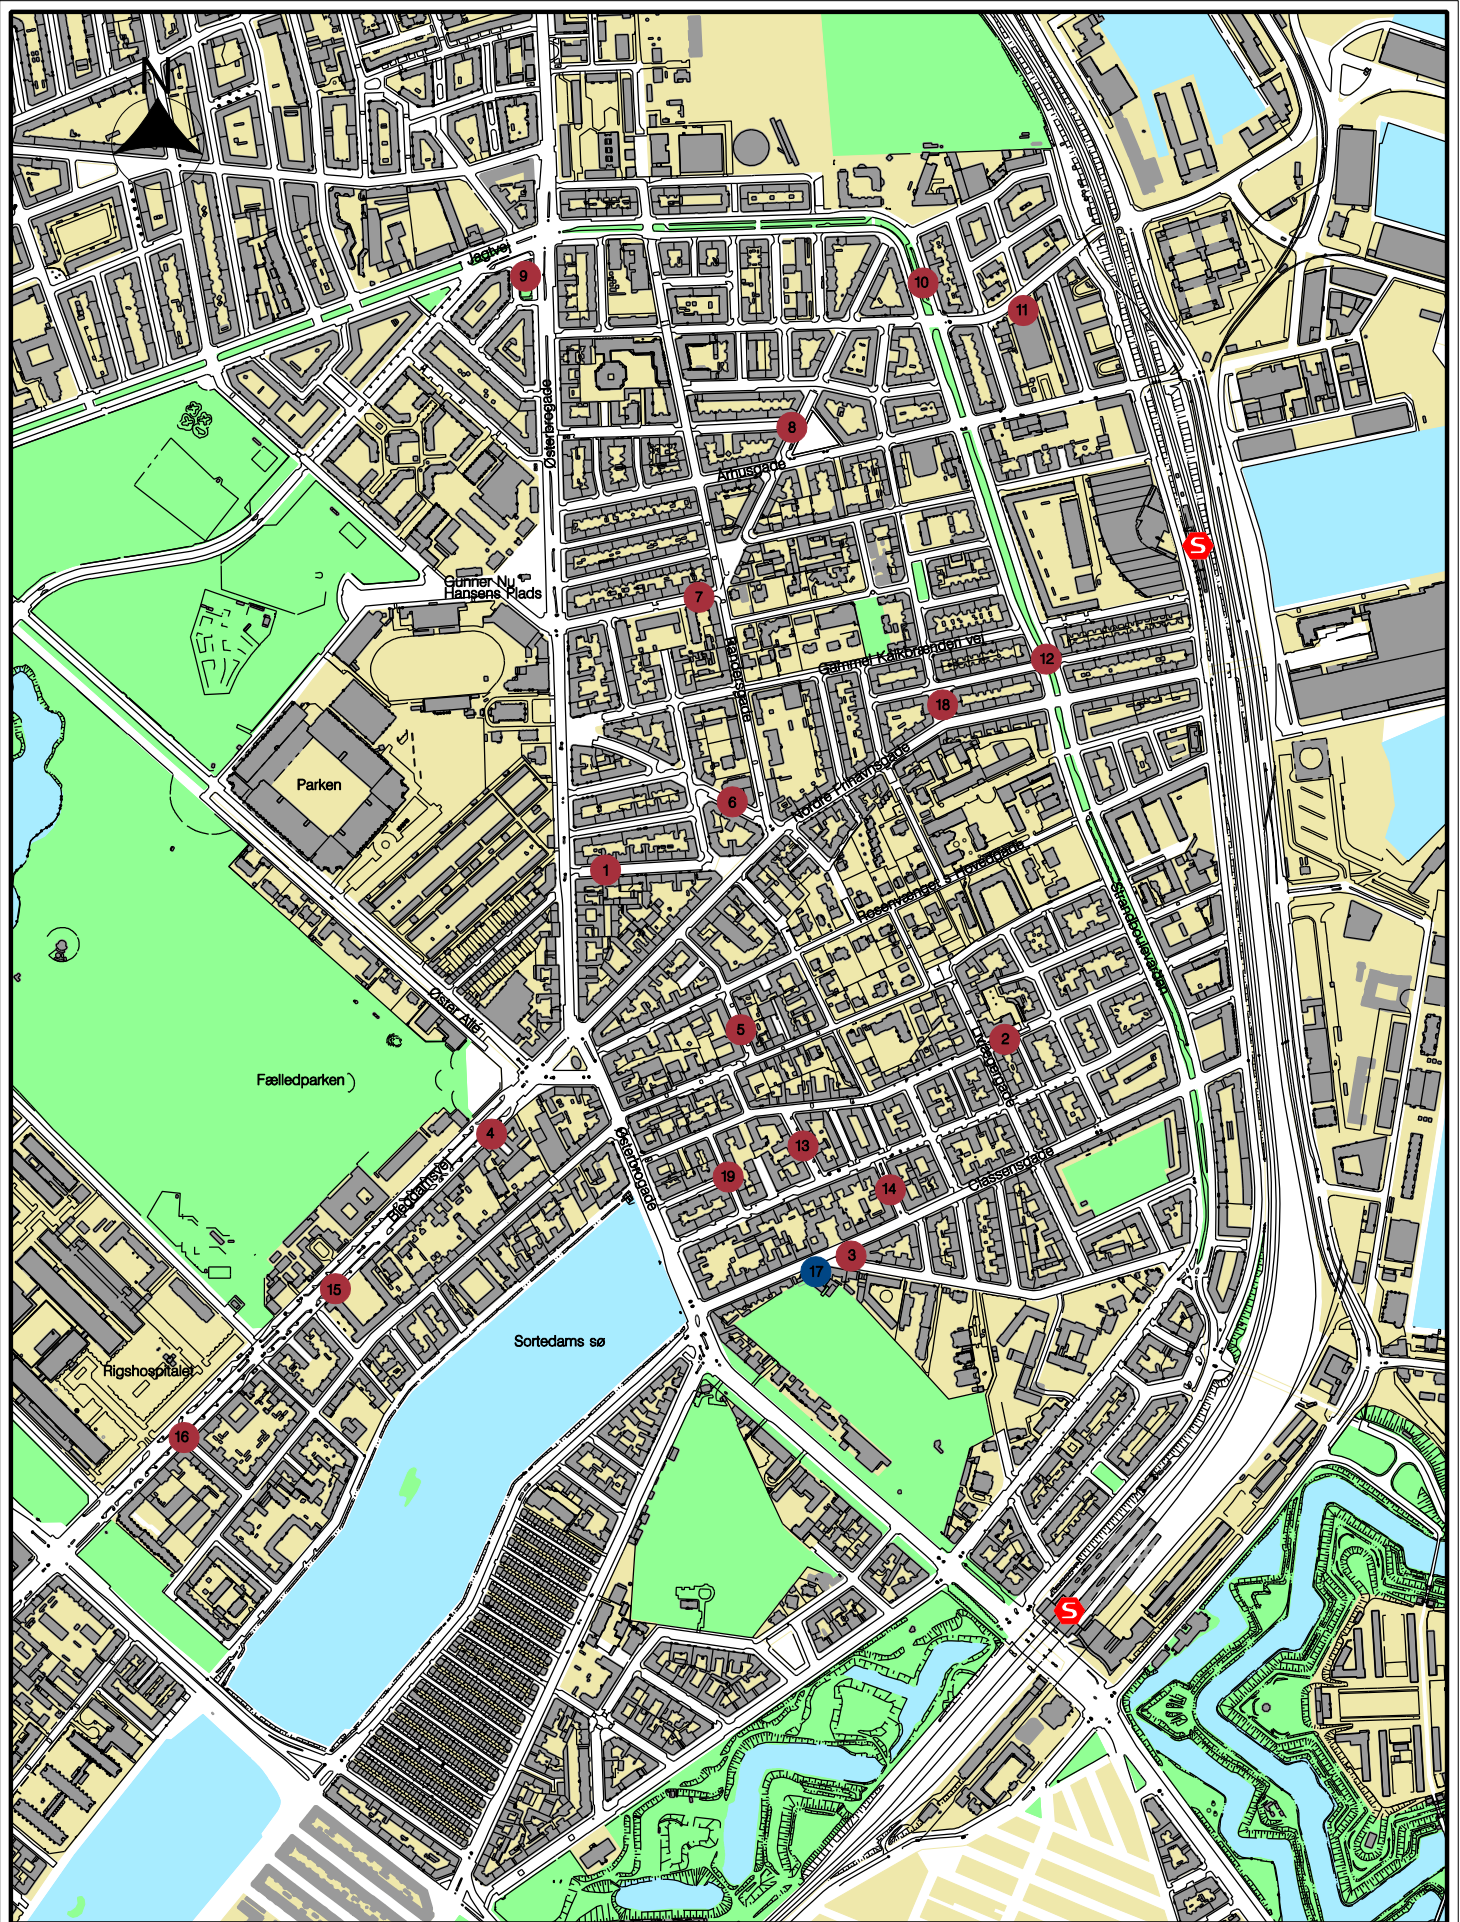 N
Jagtvej
9
10
11
Østerbrogade
8
Århusgade
S
Gunner Nu
Hansens Plads
7
Randersgade
Gammel Kalkbrænderi vej
12
18
Nordre Frihavnsgade
Parken
6
1
Rosenvængets Hovedgade
Strandboulevarden
Øster Allé
5
2
Livjægergade
Fælledparken
4
Østerbrogade
13
19
Classensgade
14
Blegdamsvej
3
17
15
Sortedams sø
Rigshospitalet
16
S